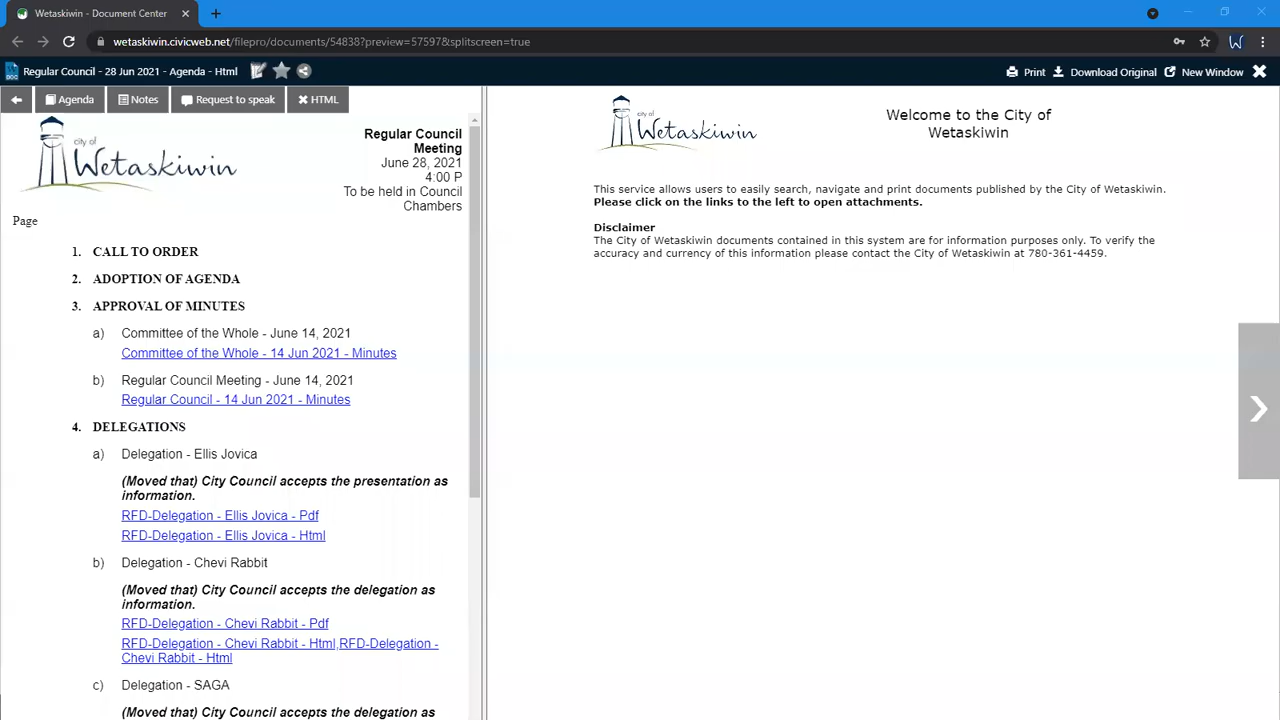 Wetaskiwin - Document Center
wetaskiwin.civicweb.net/filepro/documents/54838?preview=57597&splitscreen=true
Regular Council - 28 Jun 2021 - Agenda - Html
Print
Download Original
New Window
Agenda
Notes
Request to speak
HTML
city of
Wetaskiwin
Regular Council
Meeting
June 28, 2021
4:00 P
To be held in Council
Chambers
Page
1. CALL TO ORDER
2. ADOPTION OF AGENDA
3. APPROVAL OF MINUTES
a) Committee of the Whole - June 14, 2021
Committee of the Whole - 14 Jun 2021 - Minutes
b) Regular Council Meeting - June 14, 2021
Regular Council - 14 Jun 2021 - Minutes
4. DELEGATIONS
a) Delegation - Ellis Jovica
(Moved that) City Council accepts the presentation as
information.
RFD-Delegation - Ellis Jovica - Pdf
RFD-Delegation - Ellis Jovica - Html
b) Delegation - Chevi Rabbit
(Moved that) City Council accepts the delegation as
information.
RFD-Delegation - Chevi Rabbit - Pdf
RFD-Delegation - Chevi Rabbit - Html,RFD-Delegation -
Chevi Rabbit - Html
c) Delegation - SAGA
(Moved that) City Council accepts the delegation as
city of
Wetaskiwin
Welcome to the City of
Wetaskiwin
This service allows users to easily search, navigate and print documents published by the City of Wetaskiwin.
Please click on the links to the left to open attachments.
Disclaimer
The City of Wetaskiwin documents contained in this system are for information purposes only. To verify the
accuracy and currency of this information please contact the City of Wetaskiwin at 780-361-4459.